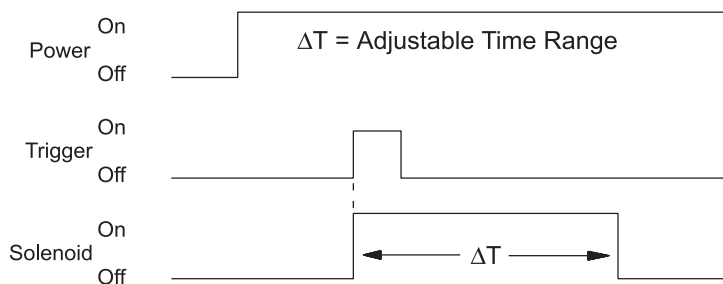 On
Power
Off
ΔT = Adjustable Time Range
On
Trigger
Off
On
Solenoid
Off
ΔT